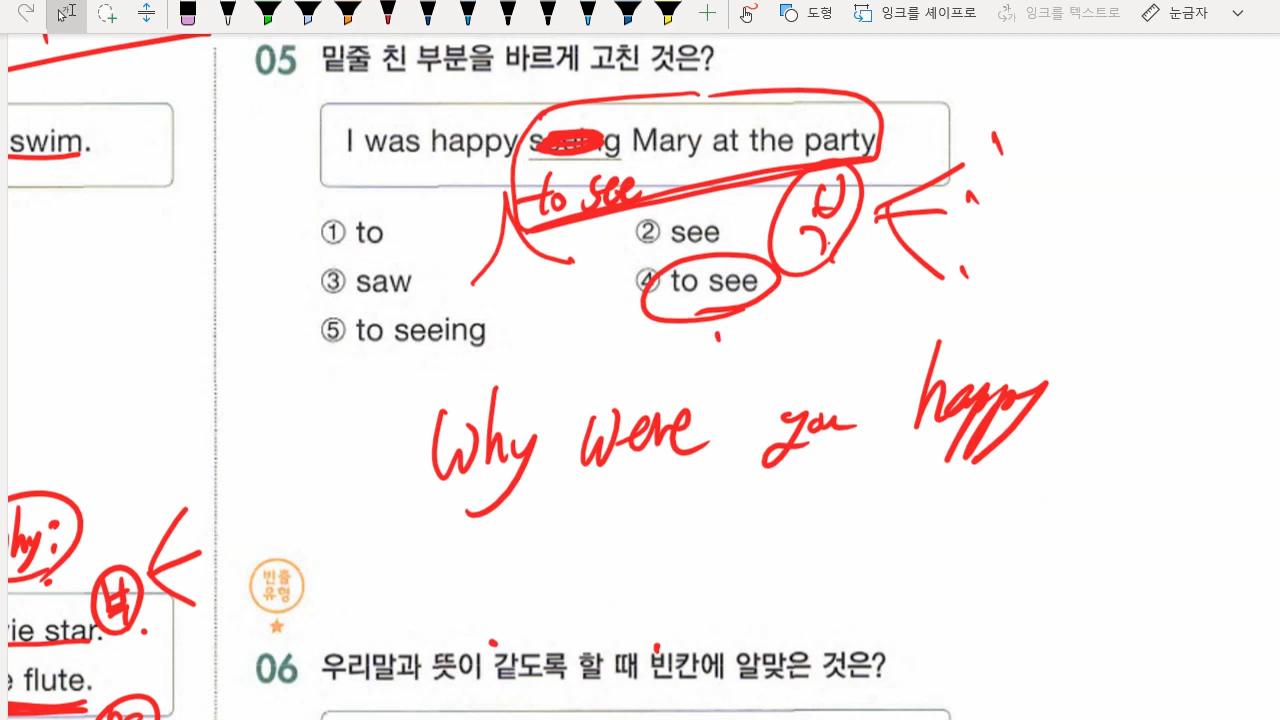 도형
잉크를 셰이프로
잉크를 텍스트로
눈금자
swim.
05 밑줄 친 부분을 바르게 고친 것은?
I was happy seeing Mary at the party
to see
① to
② see
③ saw
④ to see
⑤ to seeing
Why were you happy
hy:
부
ie star.
flute.
빈출
유형
06 우리말과 뜻이 같도록 할 때 빈칸에 알맞은 것은?